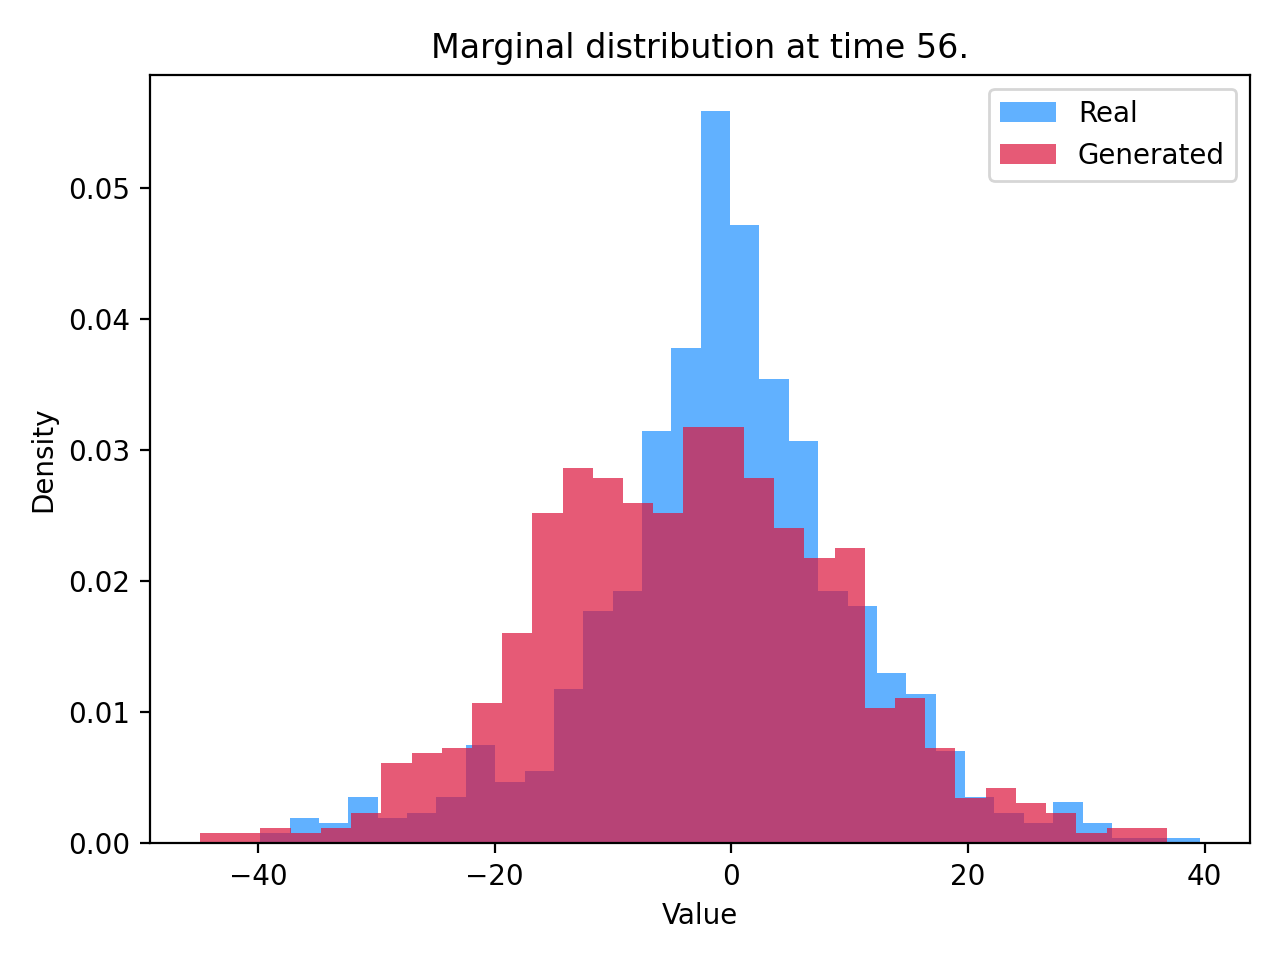 Marginal distribution at time 56.
Real
Generated
Density
0.05
0.04
0.03
0.02
0.01
0.00
−40
−20
0
20
40
Value